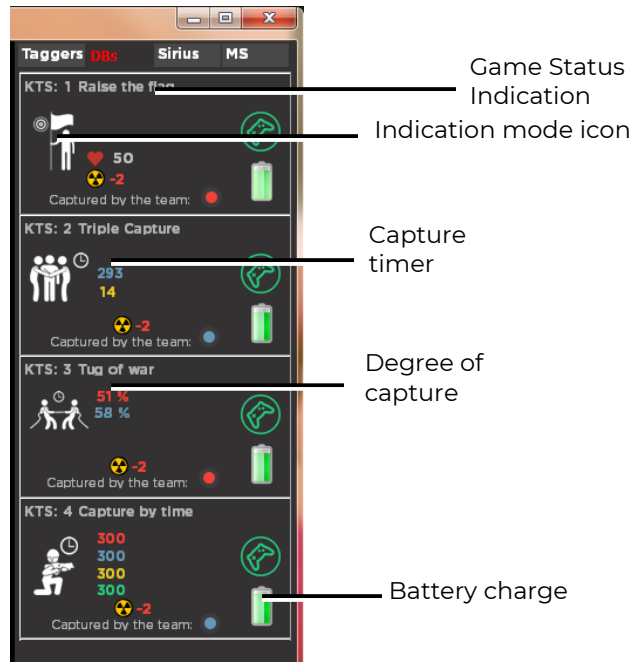 Taggers DBs Sirius MS
KTS: 1 Raise the flag
50
-2
Captured by the team:
KTS: 2 Triple Capture
293
14
-2
Captured by the team:
KTS: 3 Tug of war
51 %
58 %
-2
Captured by the team:
KTS: 4 Capture by time
300
300
300
300
-2
Captured by the team:
Game Status
Indication
Indication mode icon
Capture
timer
Degree of
capture
Battery charge